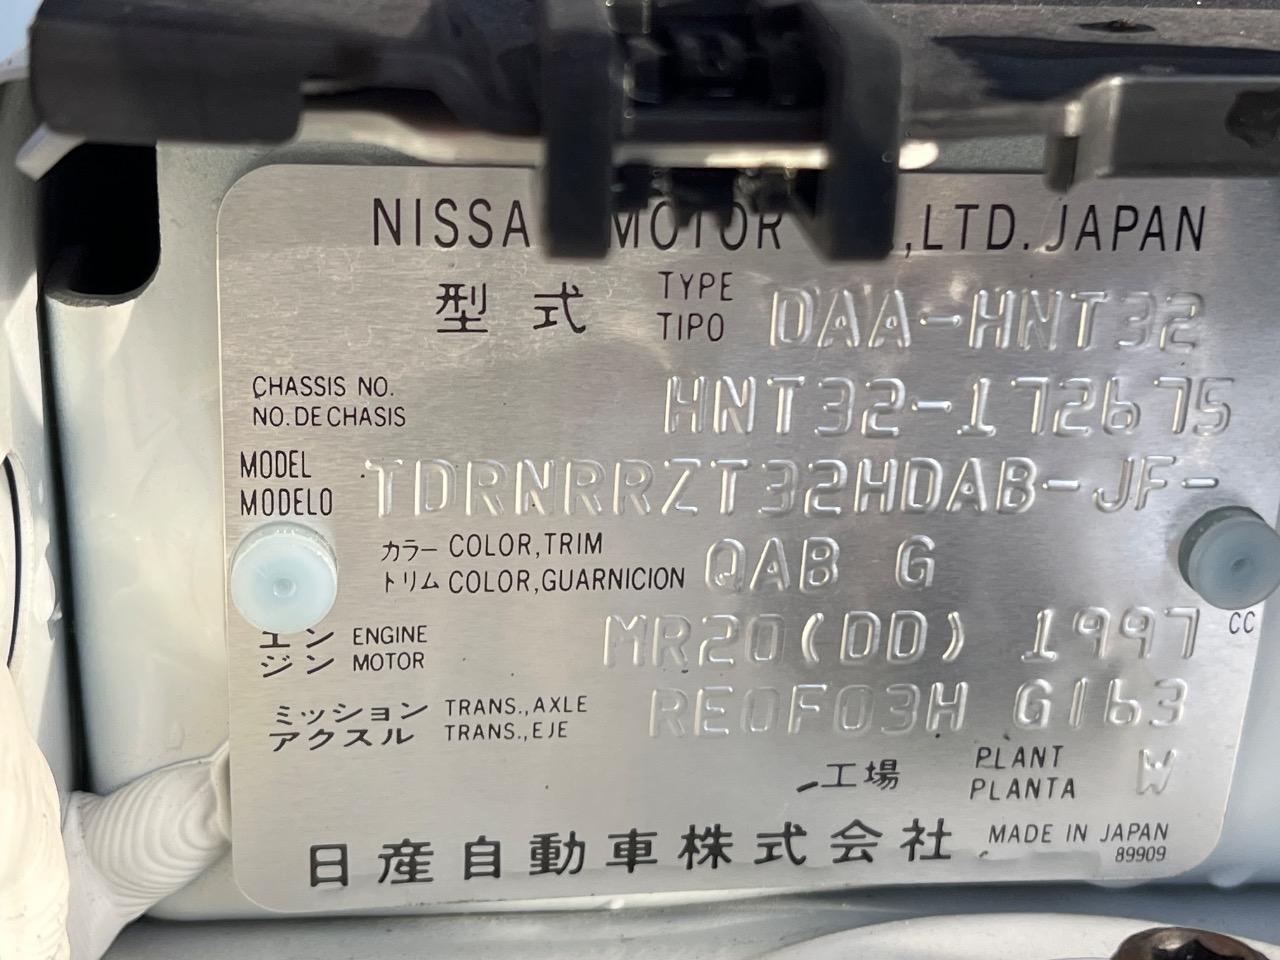 NISSA MOTOR ,LTD. JAPAN
型式 TYPE TIPO DAA-HNT32
CHASSIS NO.
NO. DE CHASIS HNT32-172675
MODEL
MODELO TDRNRRZT32HDAB-JF-
カラー COLOR, TRIM
トリム COLOR, GUARNICION QAB G
エンジン ENGINE MOTOR MR20(DD) 1997 CC
ミッション TRANS., AXLE
アクスル TRANS., EJE RE0F03H G163
工場 PLANT PLANTA W
日産自動車株式会社 MADE IN JAPAN
89909